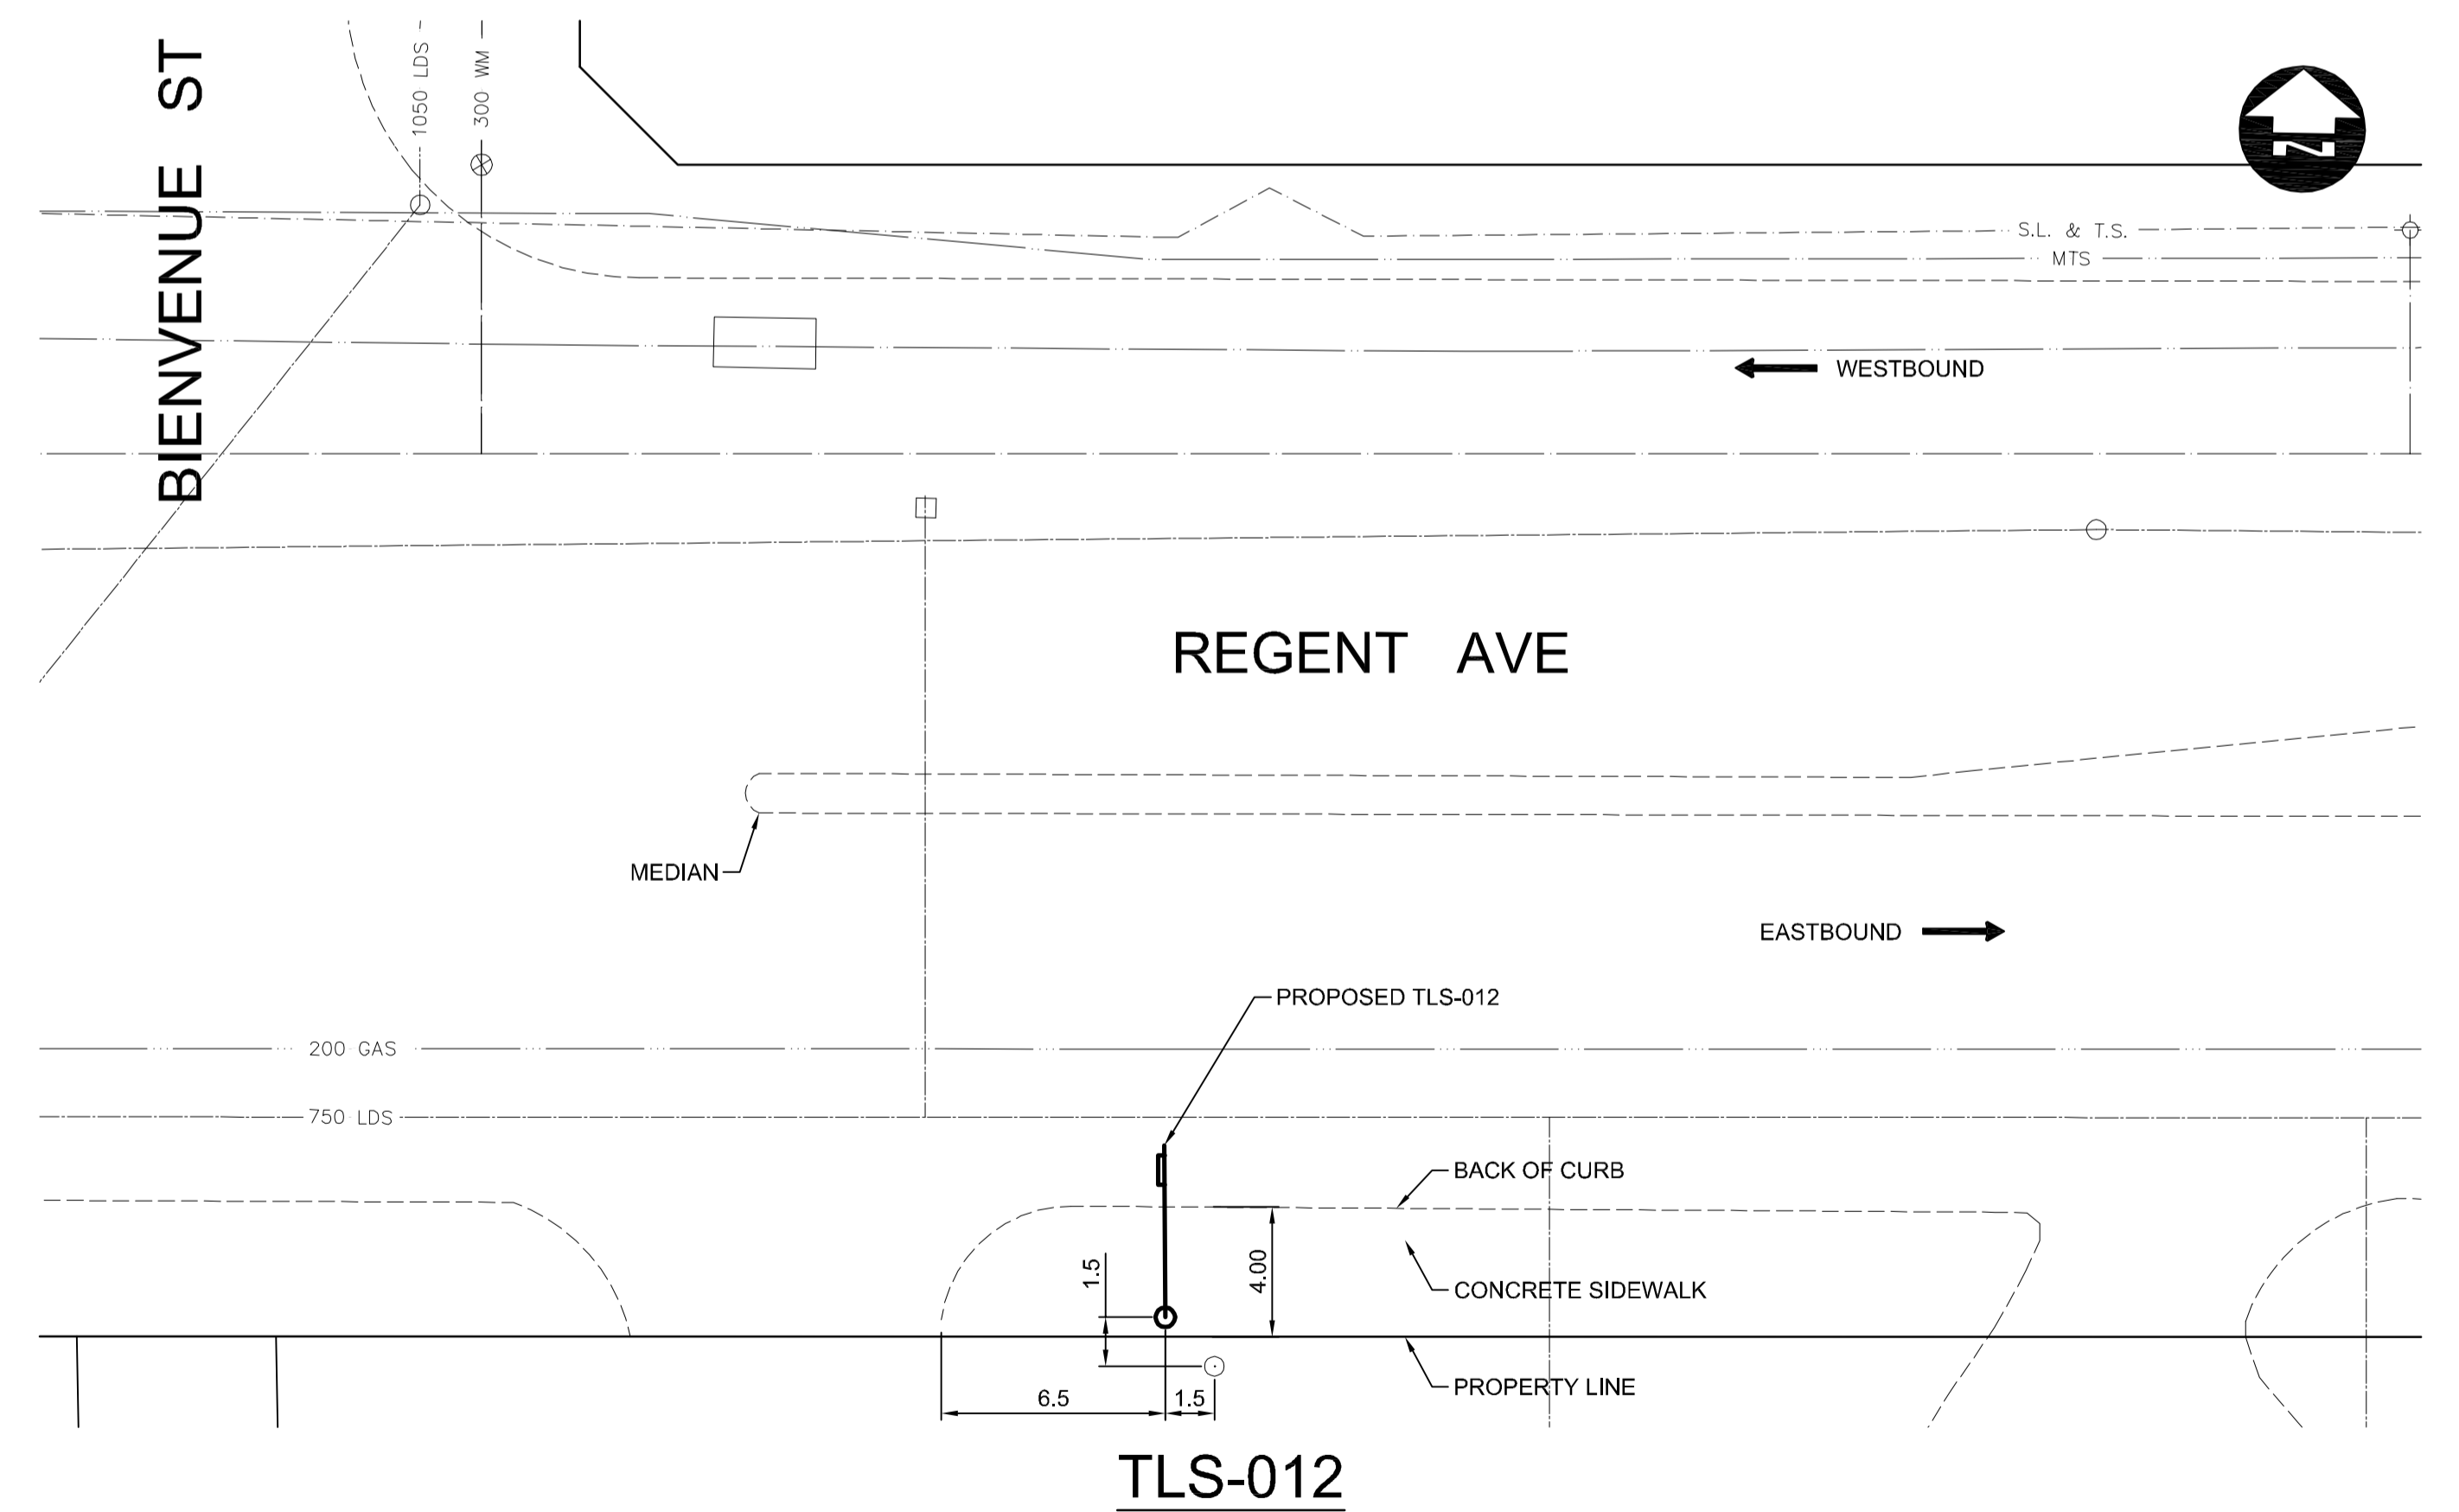 BIENVENUE ST
1050 LDS
300 WM
N
S.L. & T.S.
MTS
WESTBOUND
REGENT AVE
MEDIAN
EASTBOUND
PROPOSED TLS-012
200 GAS
750 LDS
BACK OF CURB
1.5
4.00
CONCRETE SIDEWALK
PROPERTY LINE
6.5
1.5
TLS-012